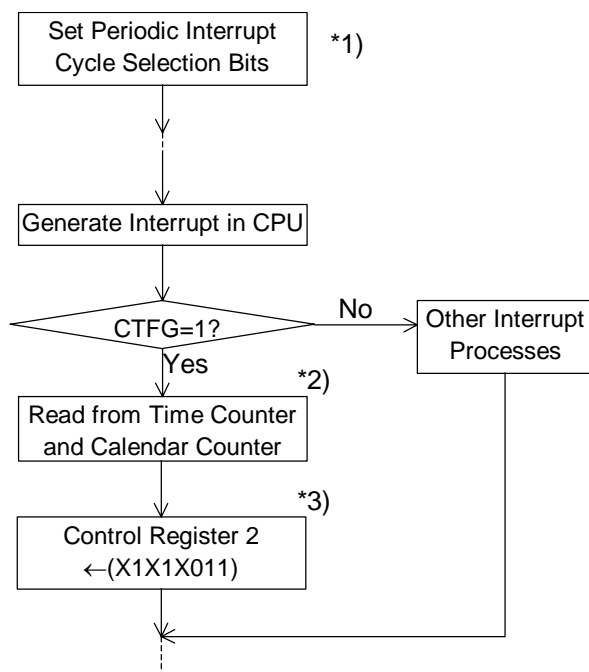 Set Periodic Interrupt
Cycle Selection Bits
*1)
Generate Interrupt in CPU
CTFG=1?
No
Other Interrupt
Processes
Yes
*2)
Read from Time Counter
and Calendar Counter
*3)
Control Register 2
←(X1X1X011)